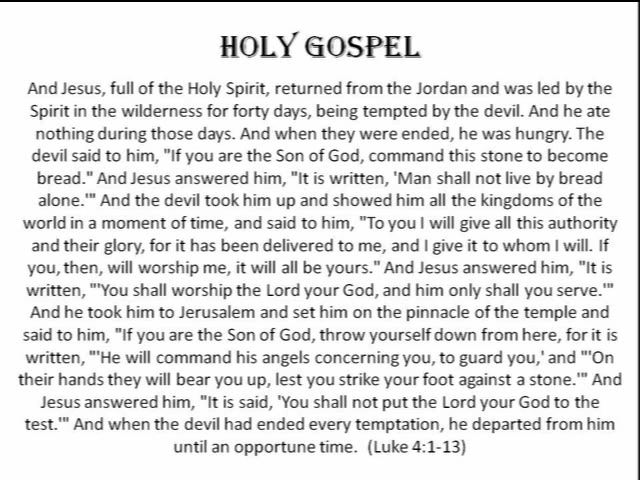 HOLY GOSPEL
And Jesus, full of the Holy Spirit, returned from the Jordan and was led by the
Spirit in the wilderness for forty days, being tempted by the devil. And he ate
nothing during those days. And when they were ended, he was hungry. The
devil said to him, "If you are the Son of God, command this stone to become
bread." And Jesus answered him, "It is written, 'Man shall not live by bread
alone.'" And the devil took him up and showed him all the kingdoms of the
world in a moment of time, and said to him, "To you I will give all this authority
and their glory, for it has been delivered to me, and I give it to whom I will. If
you, then, will worship me, it will all be yours." And Jesus answered him, "It is
written, "'You shall worship the Lord your God, and him only shall you serve.'"
And he took him to Jerusalem and set him on the pinnacle of the temple and
said to him, "If you are the Son of God, throw yourself down from here, for it is
written, "'He will command his angels concerning you, to guard you,' and "'On
their hands they will bear you up, lest you strike your foot against a stone.'" And
Jesus answered him, "It is said, 'You shall not put the Lord your God to the
test.'" And when the devil had ended every temptation, he departed from him
until an opportune time.  (Luke 4:1-13)